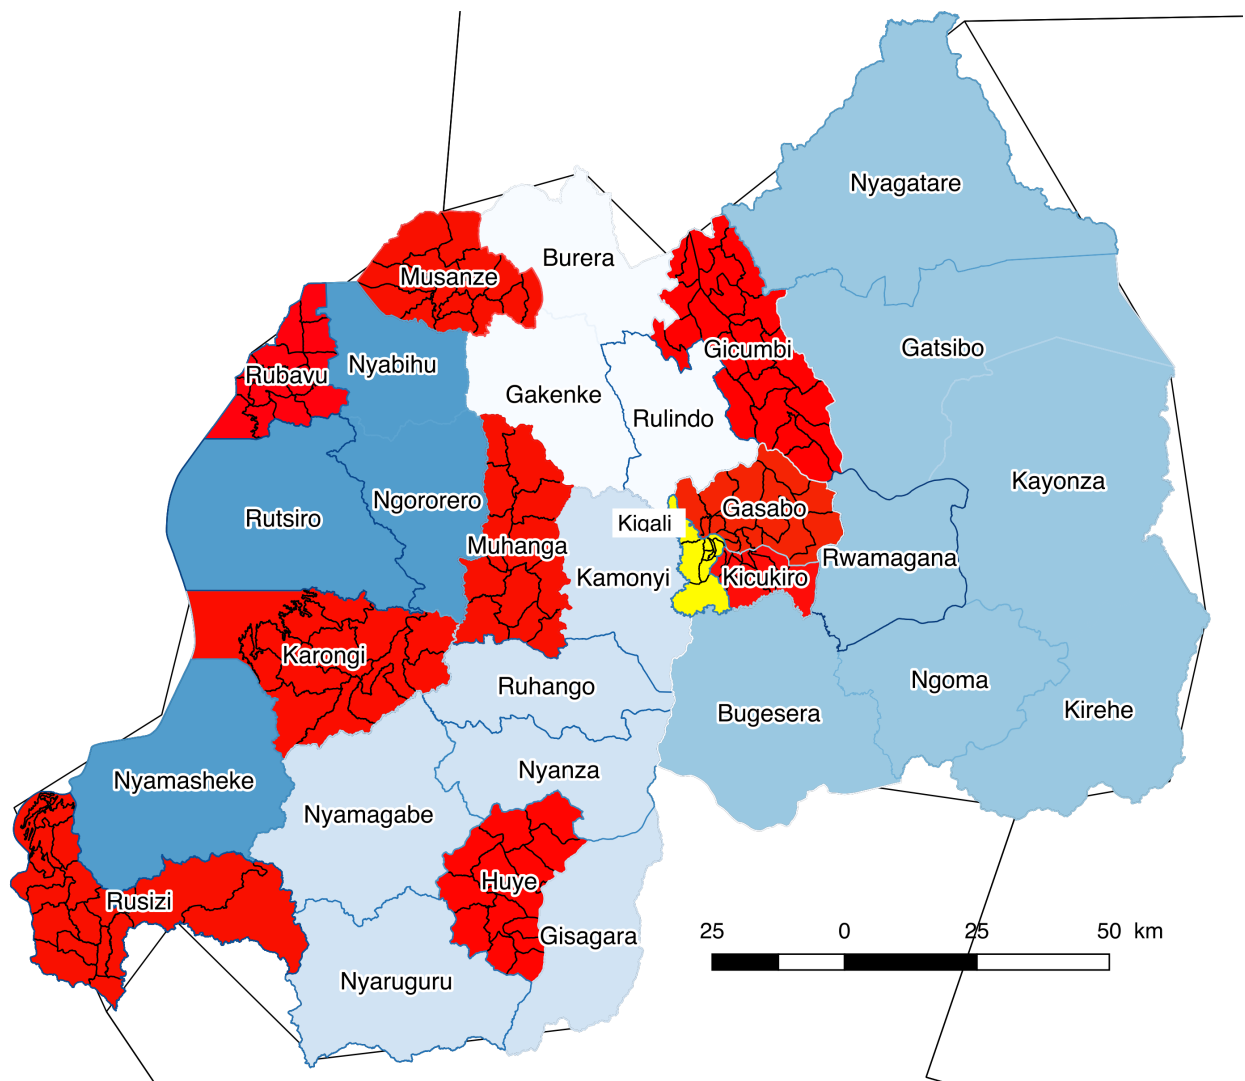 Nyagatare
Burera
Musanze
Gatsibo
Gicumbi
Nyabihu
Rubavu
Gakenke
Rulindo
Kayonza
Ngororero
Gasabo
Rutsiro
Kigali
Muhanga
Rwamagana
Kamonyi
Kicukiro
Karongi
Ngoma
Ruhango
Kirehe
Bugesera
Nyanza
Nyamasheke
Nyamagabe
Huye
Rusizi
Gisagara
25 0 25 50 km
Nyaruguru